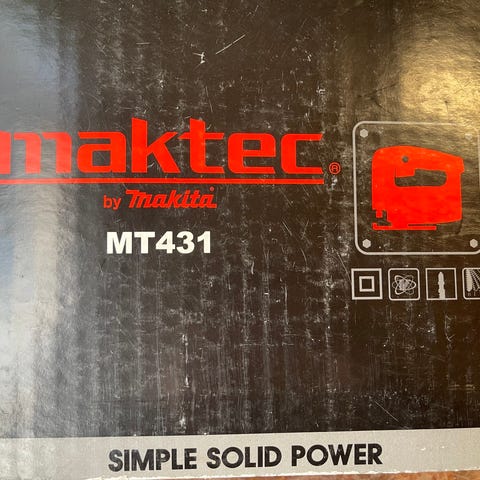 maktec®
by makita
MT431
SIMPLE SOLID POWER